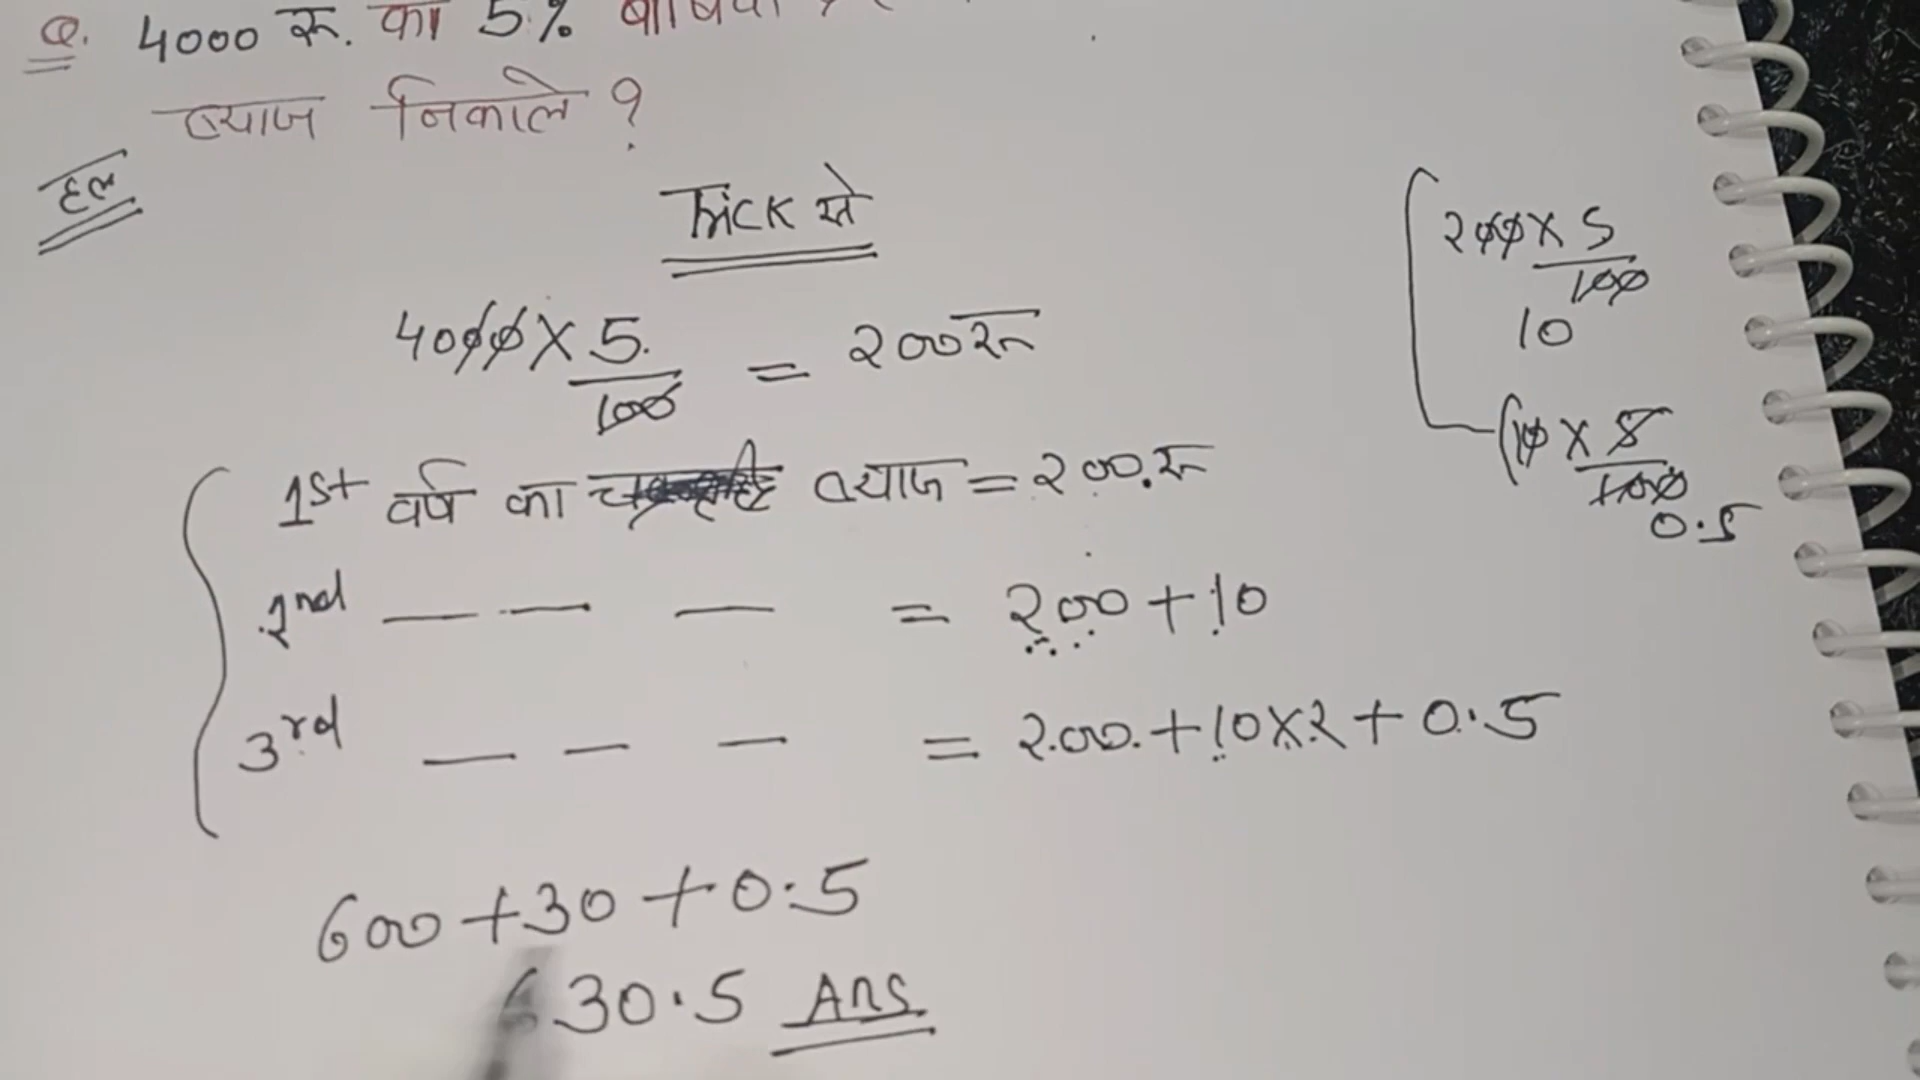 Q. 4000 रू. का 5%
ब्याज निकाले ?
हल
Trick से
4000 × 5/100 = 200 रू
1st वर्ष का ब्याज = 200. रू
2nd — — — = 200 + 10
3rd — — — = 200 + 10 × 2 + 0.5
600 + 30 + 0.5
630.5 Ans
200 × 5/100
10
10 × 5/100
0.5